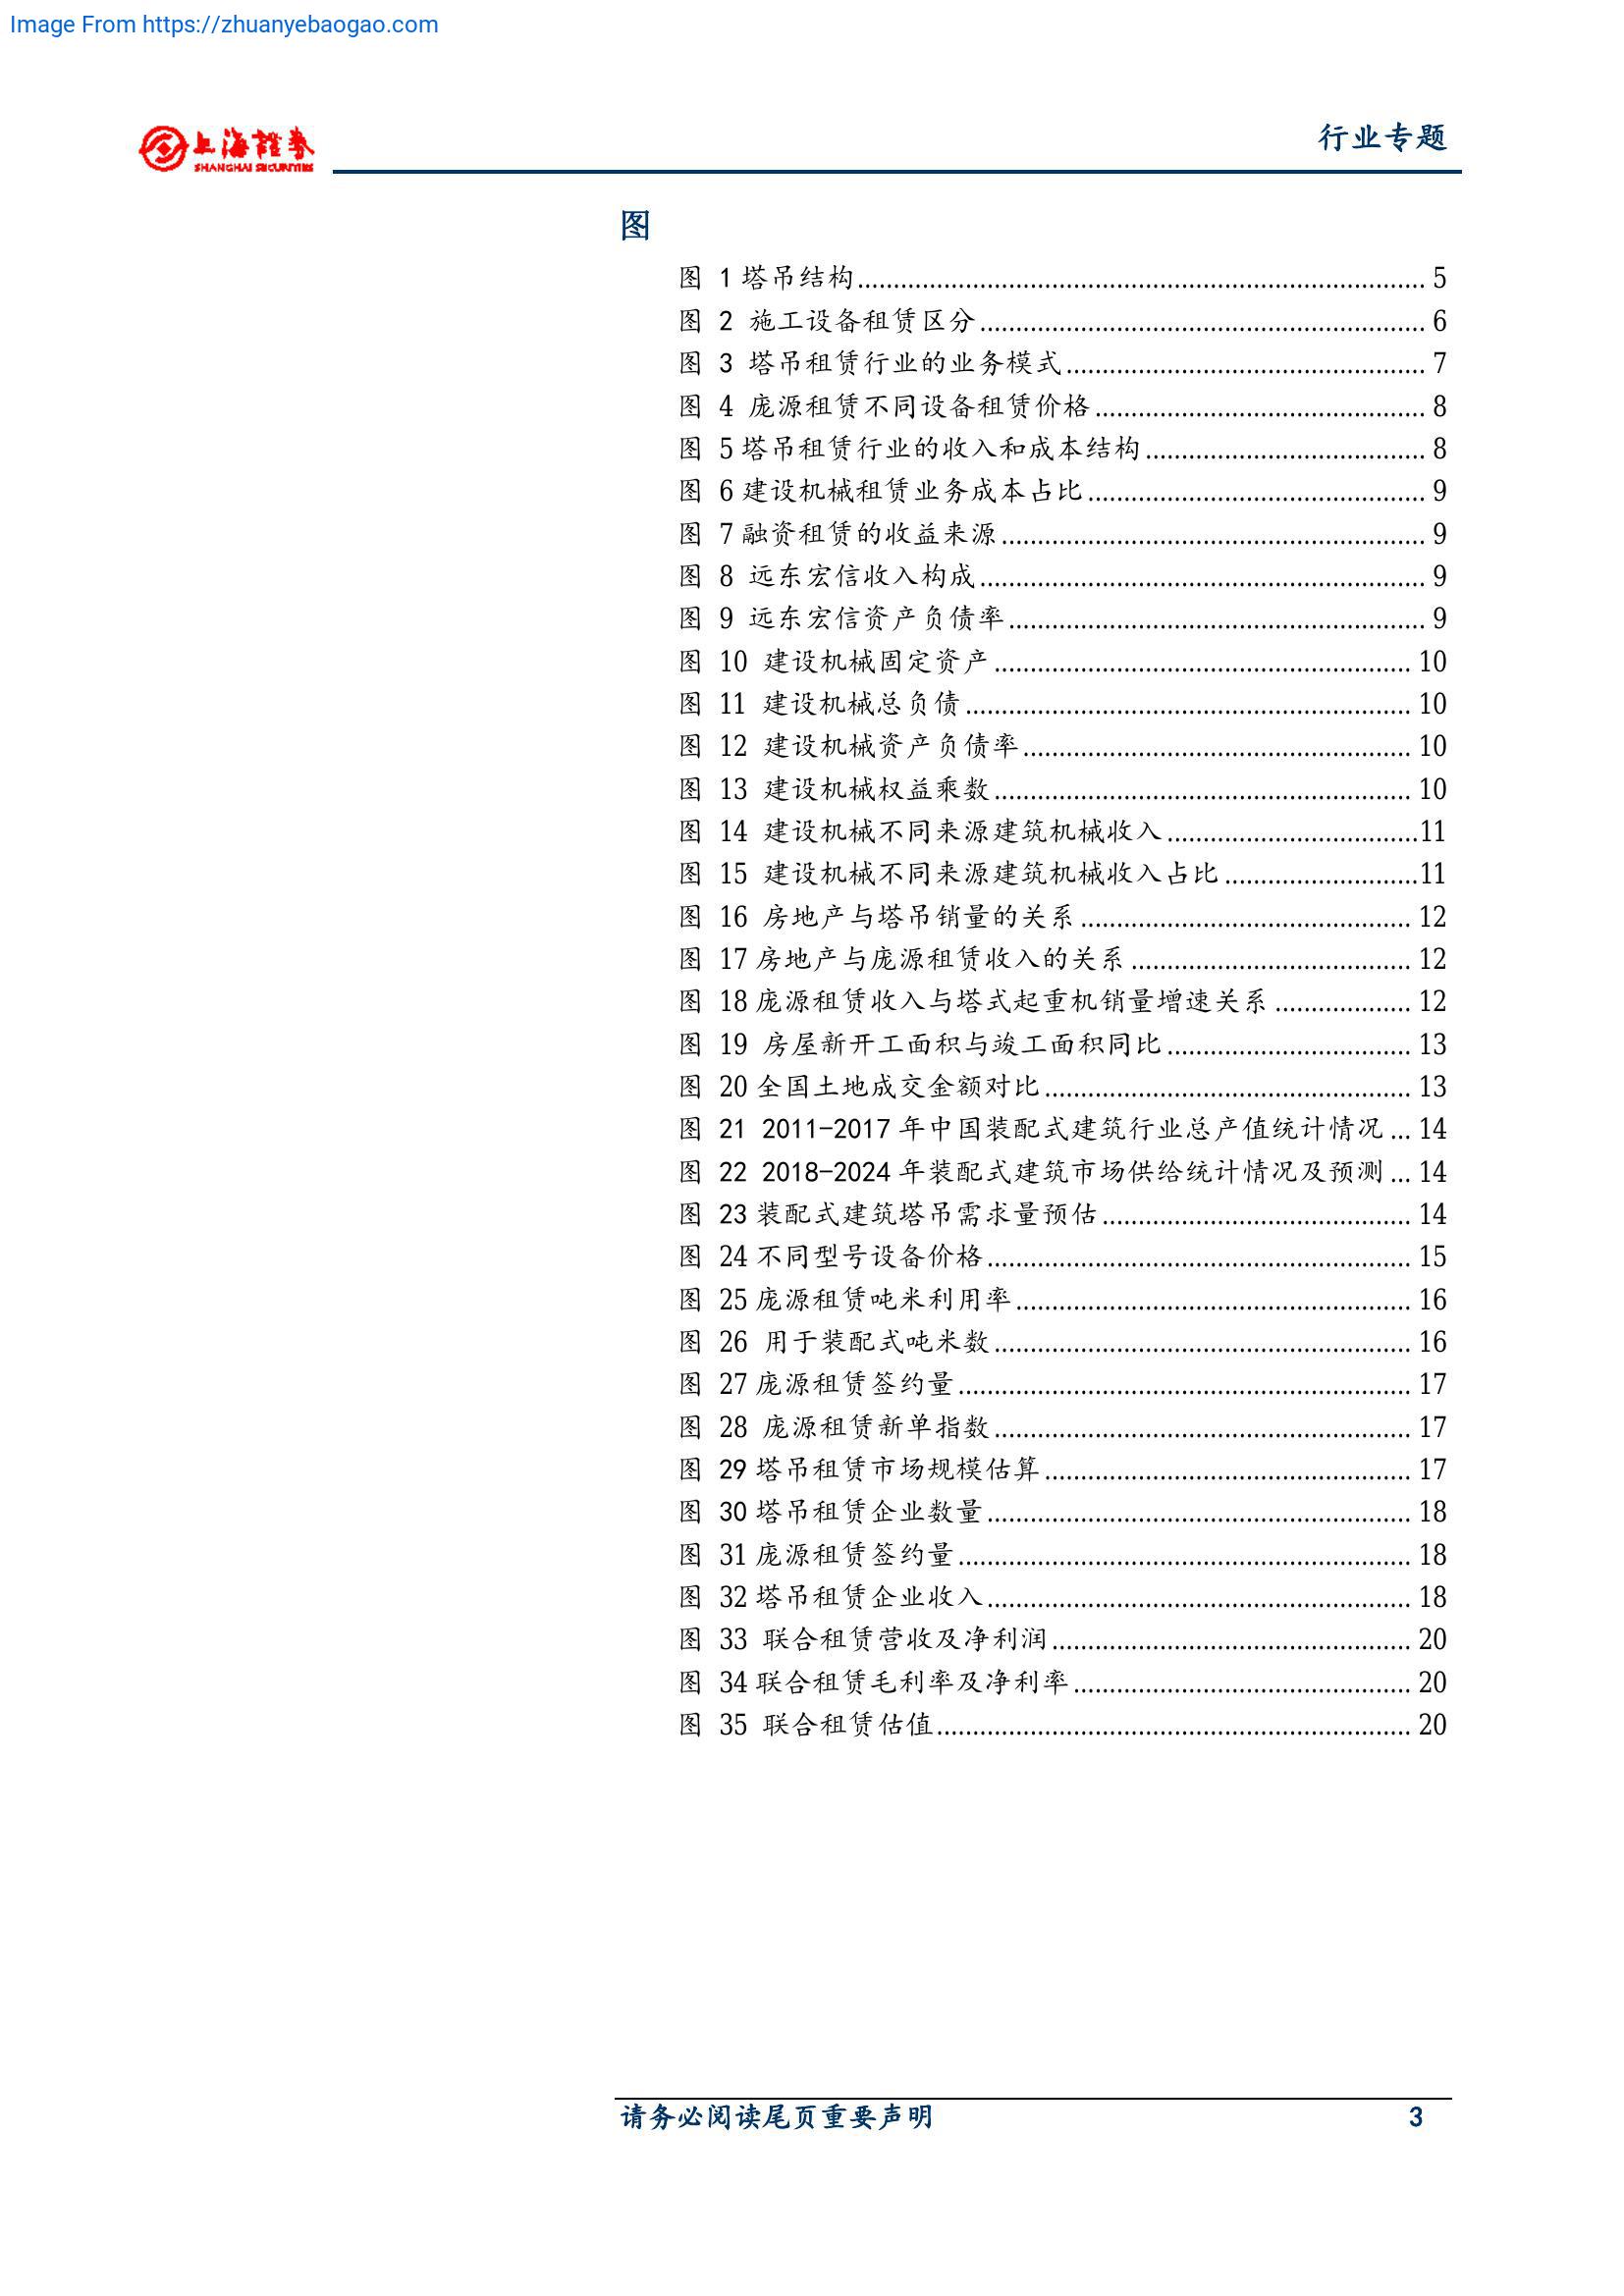 Image From https://zhuanyebaogao.com
上海證券
SHANGHAI SECURITIES
行业专题
图
图 1 塔吊结构 5
图 2 施工设备租赁区分 6
图 3 塔吊租赁行业的业务模式 7
图 4 庞源租赁不同设备租赁价格 8
图 5 塔吊租赁行业的收入和成本结构 8
图 6 建设机械租赁业务成本占比 9
图 7 融资租赁的收益来源 9
图 8 远东宏信收入构成 9
图 9 远东宏信资产负债率 9
图 10 建设机械固定资产 10
图 11 建设机械总负债 10
图 12 建设机械资产负债率 10
图 13 建设机械权益乘数 10
图 14 建设机械不同来源建筑机械收入 11
图 15 建设机械不同来源建筑机械收入占比 11
图 16 房地产与塔吊销量的关系 12
图 17 房地产与庞源租赁收入的关系 12
图 18 庞源租赁收入与塔式起重机销量增速关系 12
图 19 房屋新开工面积与竣工面积同比 13
图 20 全国土地成交金额对比 13
图 21 2011-2017 年中国装配式建筑行业总产值统计情况 ... 14
图 22 2018-2024 年装配式建筑市场供给统计情况及预测 ... 14
图 23 装配式建筑塔吊需求量预估 14
图 24 不同型号设备价格 15
图 25 庞源租赁吨米利用率 16
图 26 用于装配式吨米数 16
图 27 庞源租赁签约量 17
图 28 庞源租赁新单指数 17
图 29 塔吊租赁市场规模估算 17
图 30 塔吊租赁企业数量 18
图 31 庞源租赁签约量 18
图 32 塔吊租赁企业收入 18
图 33 联合租赁营收及净利润 20
图 34 联合租赁毛利率及净利率 20
图 35 联合租赁估值 20
请务必阅读尾页重要声明 3